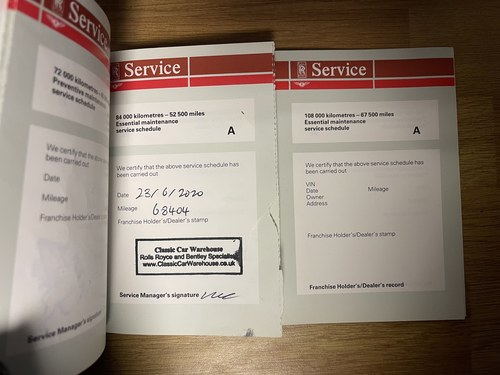 Service
72 000 kilometres
Preventive
service schedule
We certify that the
been carried out
Date
Mileage
Franchise Holder's/
Service Manager's
Service
84 000 kilometres – 52 500 miles
Essential maintenance
service schedule
A
We certify that the above service schedule has
been carried out
Date 23/6/2020
Mileage 68404
Franchise Holder's/Dealer's stamp
Classic Car Warehouse
Rolls Royce and Bentley Specialist
www.ClassicCarWarehouse.co.uk
Service Manager's signature
Service
108 000 kilometres – 67 500 miles
Essential maintenance
service schedule
A
We certify that the above service schedule has
been carried out
VIN
Date Mileage
Owner
Address
Franchise Holder's/Dealer's stamp
Franchise Holder's/Dealer's record